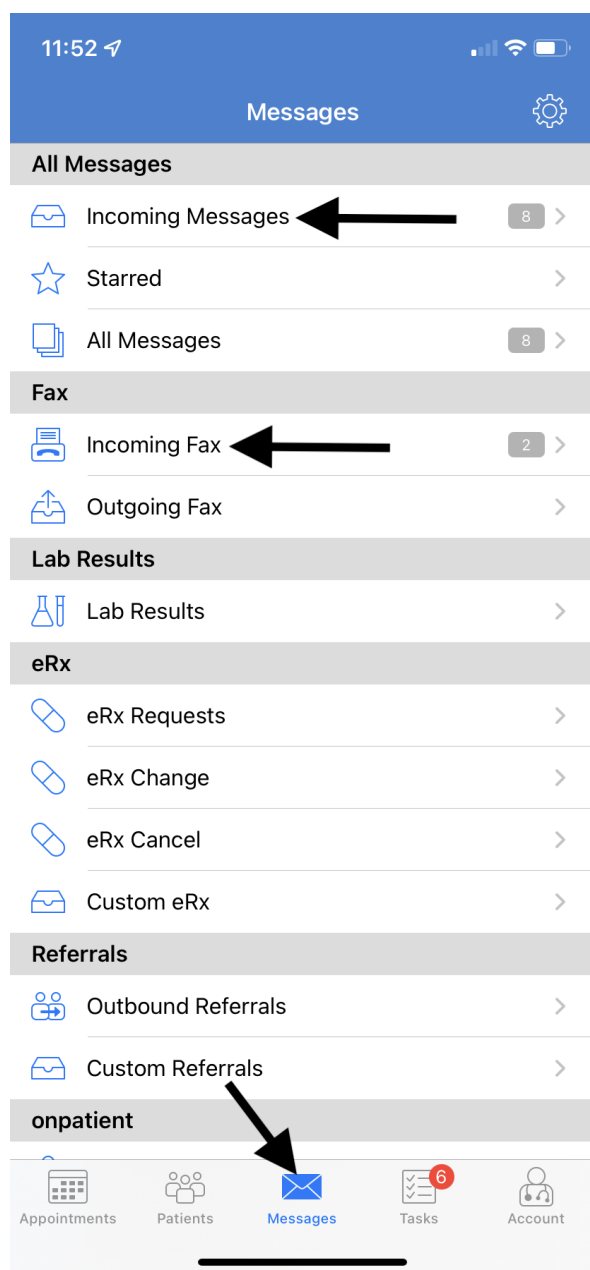 11:52
Messages
All Messages
Incoming Messages 8
Starred
All Messages 8
Fax
Incoming Fax 2
Outgoing Fax
Lab Results
Lab Results
eRx
eRx Requests
eRx Change
eRx Cancel
Custom eRx
Referrals
Outbound Referrals
Custom Referrals
onpatient
6
Appointments Patients Messages Tasks Account